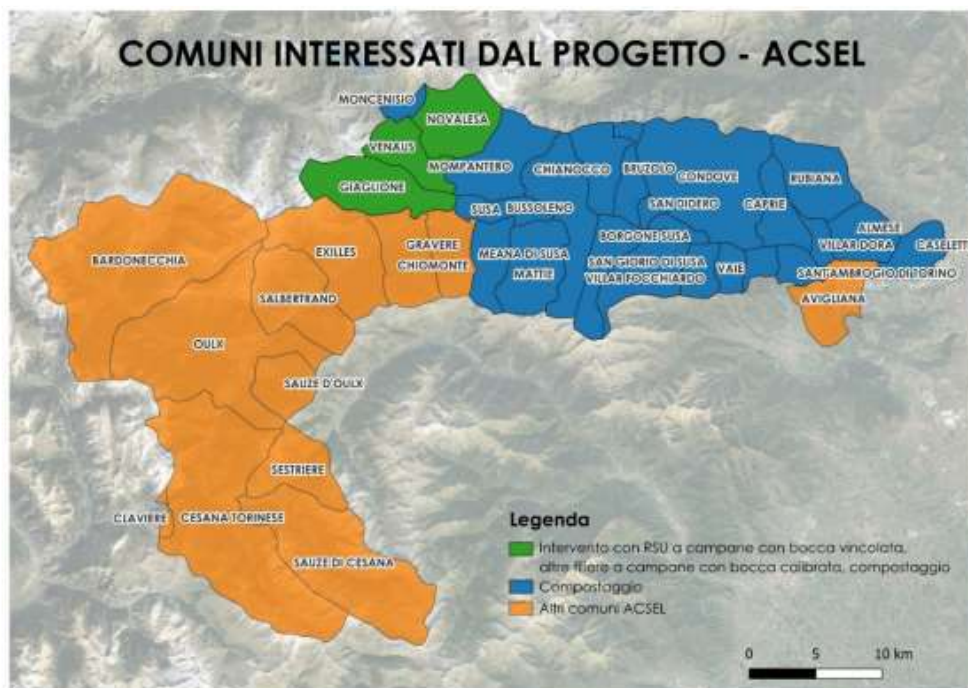 COMUNI INTERESSATI DAL PROGETTO - ACSEL
MONCENISIO
NOVALESA
VENAUS
MOMPANTERO
GIAGLIONE
CHIANOCCO
BRUZOLO
CONDOVE
RUBIANA
SUSA
BUSSOLENO
SAN DIDERO
CAPRIE
ALMESE
BARDONECCHIA
EXILLES
GRAVERE
CHIOMONTE
MEANA DI SUSA
MATTIE
BORGONE SUSA
SAN GIORIO DI SUSA
VILLAR FOCCHIARDO
VAIE
VILLAR DORA
CASELETT
SANT'AMBROGIO DI TORINO
AVIGLIANA
SALBERTRAND
OULX
SAUZE D'OULX
SESTRIERE
CLAVIERE
CESANA TORINESE
SAUZE DI CESANA
Legenda
Intervento con RSU a campane con bocca vincolata,
altre filiere a campane con bocca calibrata, compostaggio
Compostaggio
Altri comuni ACSEL
0 5 10 km